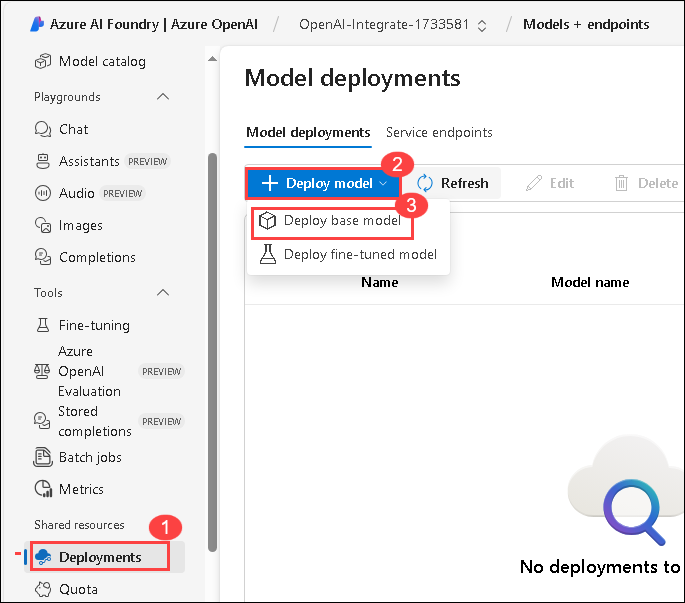 Azure AI Foundry | Azure OpenAI / OpenAI-Integrate-1733581 / Models + endpoints
Model catalog
Playgrounds
Chat
Assistants PREVIEW
Audio PREVIEW
Images
Completions
Tools
Fine-tuning
Azure
OpenAI PREVIEW
Evaluation
Stored
completions PREVIEW
Batch jobs
Metrics
Shared resources
1
Deployments
Quota
Model deployments
Model deployments Service endpoints
2
Deploy model Refresh Edit Delete
3
Deploy base model
Deploy fine-tuned model
Name Model name
No deployments to